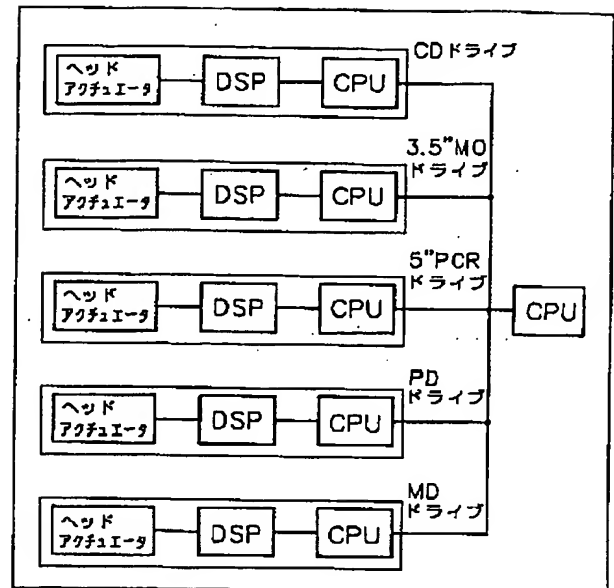 CDドライブ
ヘッド
アクチュエータ
DSP
CPU
3.5"MO
ドライブ
ヘッド
アクチュエータ
DSP
CPU
5"PCR
ドライブ
ヘッド
アクチュエータ
DSP
CPU
CPU
PD
ドライブ
ヘッド
アクチュエータ
DSP
CPU
MD
ドライブ
ヘッド
アクチュエータ
DSP
CPU